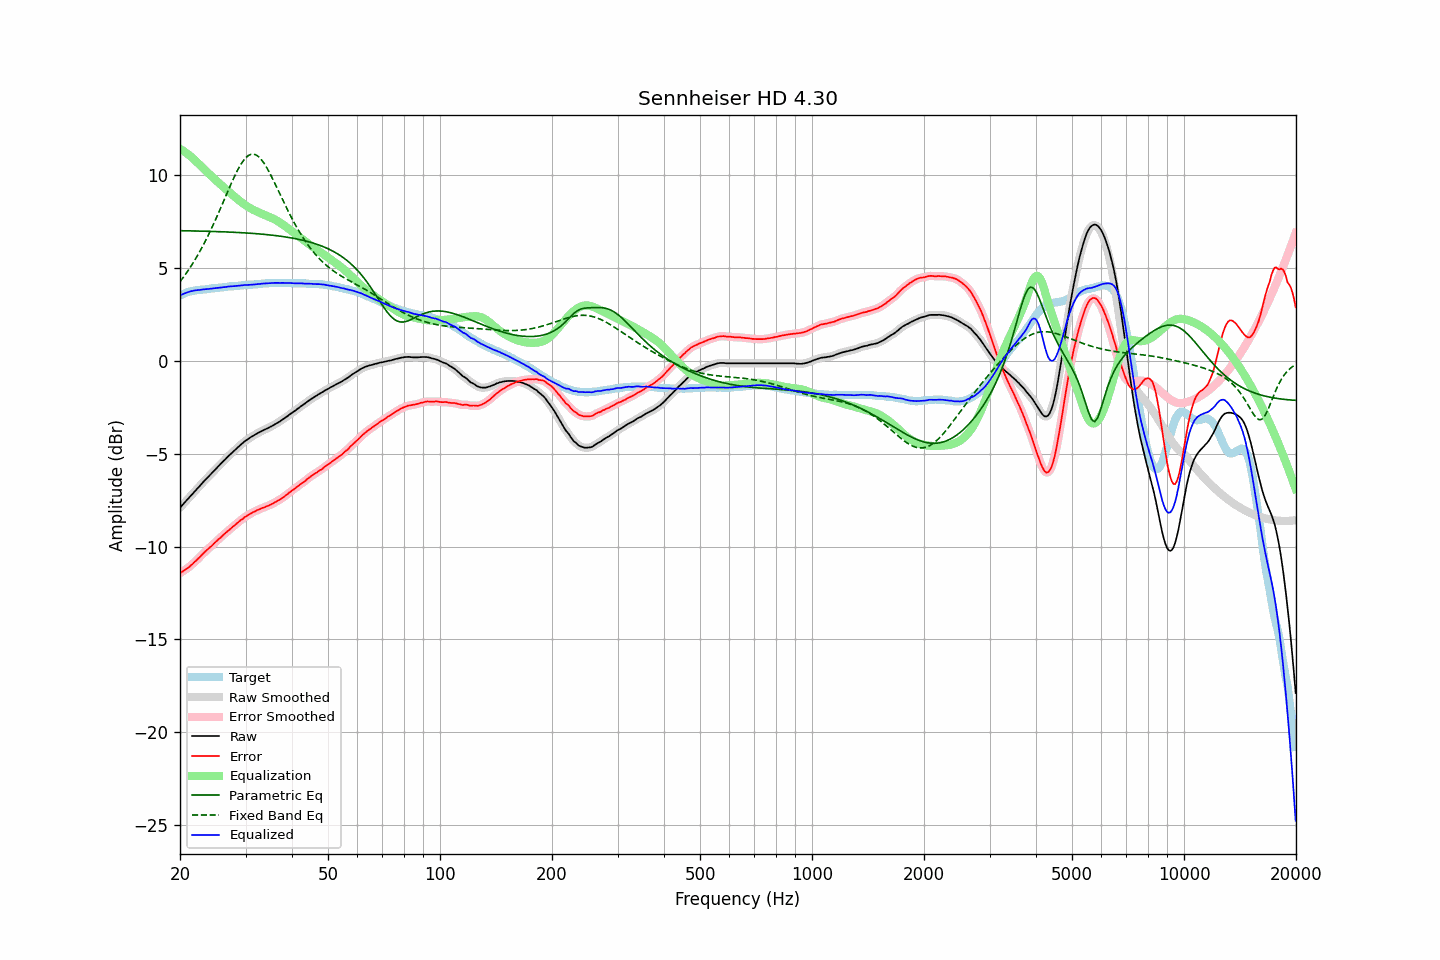 Sennheiser HD 4.30
Amplitude (dBr)
10
5
0
−5
−10
−15
−20
−25
Target
Raw Smoothed
Error Smoothed
Raw
Error
Equalization
Parametric Eq
Fixed Band Eq
Equalized
20 50 100 200 500 1000 2000 5000 10000 20000
Frequency (Hz)